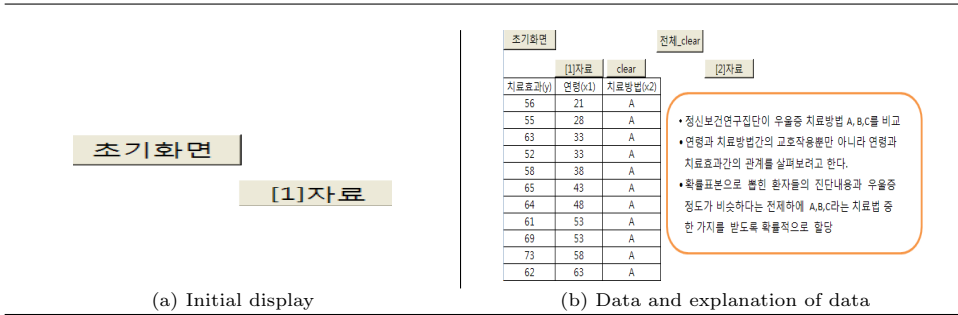 초기화면
[1]자료
(a) Initial display
초기화면 전체_clear
[1]자료 clear [2]자료
치료효과(y) 연령(x1) 치료방법(x2)
56 21 A
55 28 A
63 33 A
52 33 A
58 38 A
65 43 A
64 48 A
61 53 A
69 53 A
73 58 A
62 63 A
• 정신보건연구집단이 우울증 치료방법 A, B,C를 비교
• 연령과 치료방법간의 교호작용뿐만 아니라 연령과
치료효과간의 관계를 살펴보려고 한다.
• 확률표본으로 뽑힌 환자들의 진단내용과 우울증
정도가 비슷하다는 전제하에 A,B,C라는 치료법 중
한 가지를 받도록 확률적으로 할당
(b) Data and explanation of data